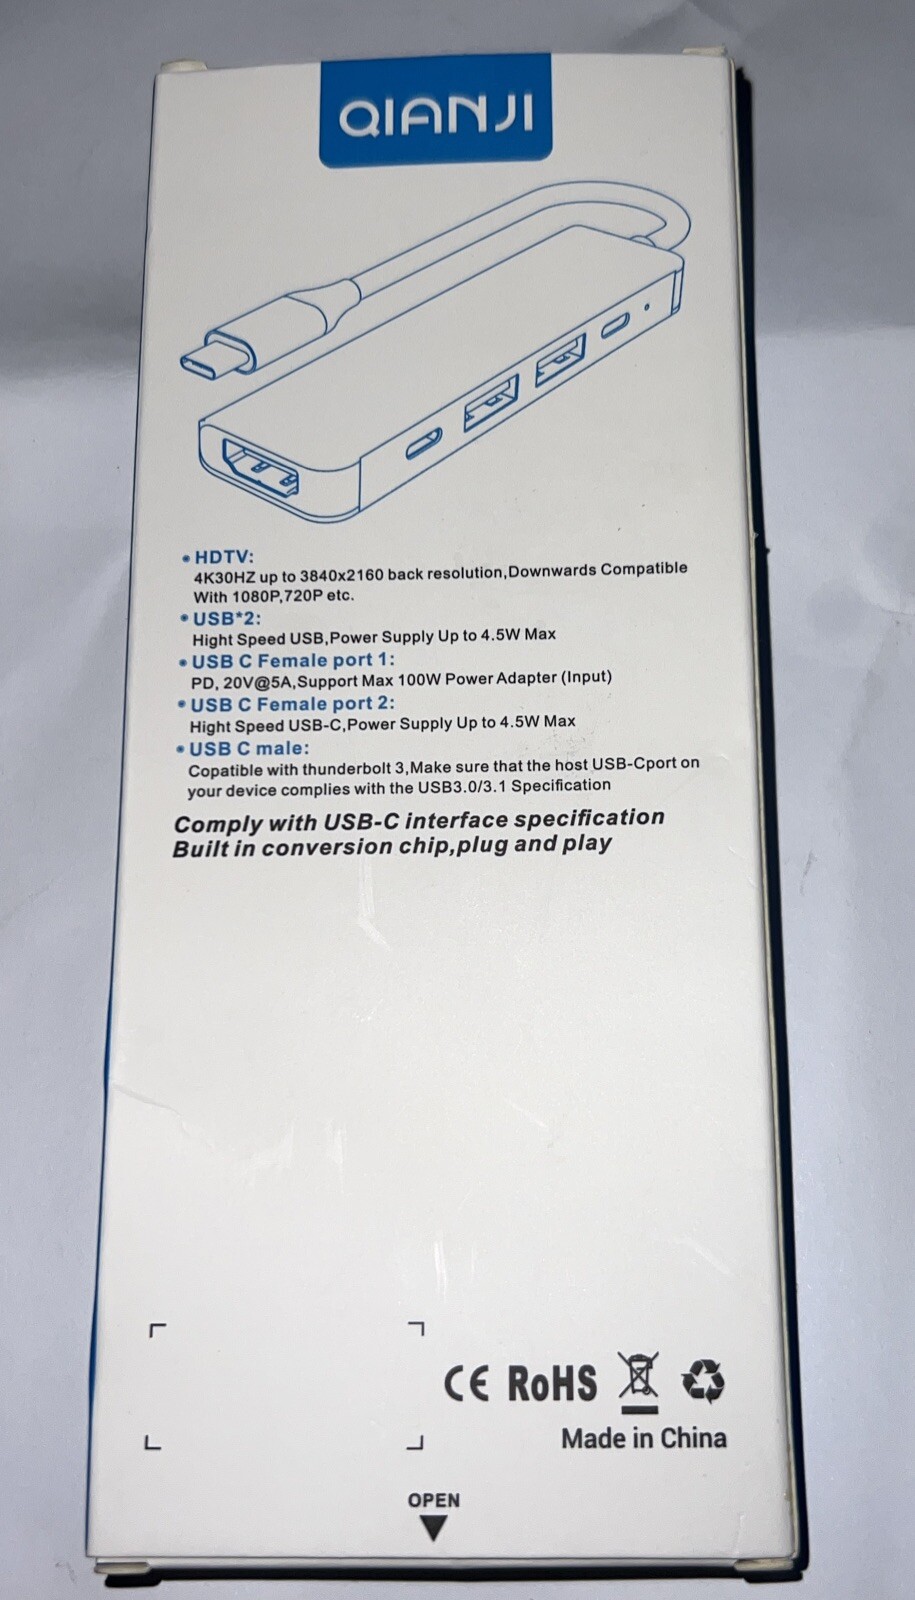 QIANJI
• HDTV:
4K30HZ up to 3840x2160 back resolution,Downwards Compatible
With 1080P,720P etc.
• USB*2:
Hight Speed USB,Power Supply Up to 4.5W Max
• USB C Female port 1:
PD, 20V@5A,Support Max 100W Power Adapter (Input)
• USB C Female port 2:
Hight Speed USB-C,Power Supply Up to 4.5W Max
• USB C male:
Copatible with thunderbolt 3,Make sure that the host USB-Cport on
your device complies with the USB3.0/3.1 Specification
Comply with USB-C interface specification
Built in conversion chip,plug and play
CE RoHS
Made in China
OPEN